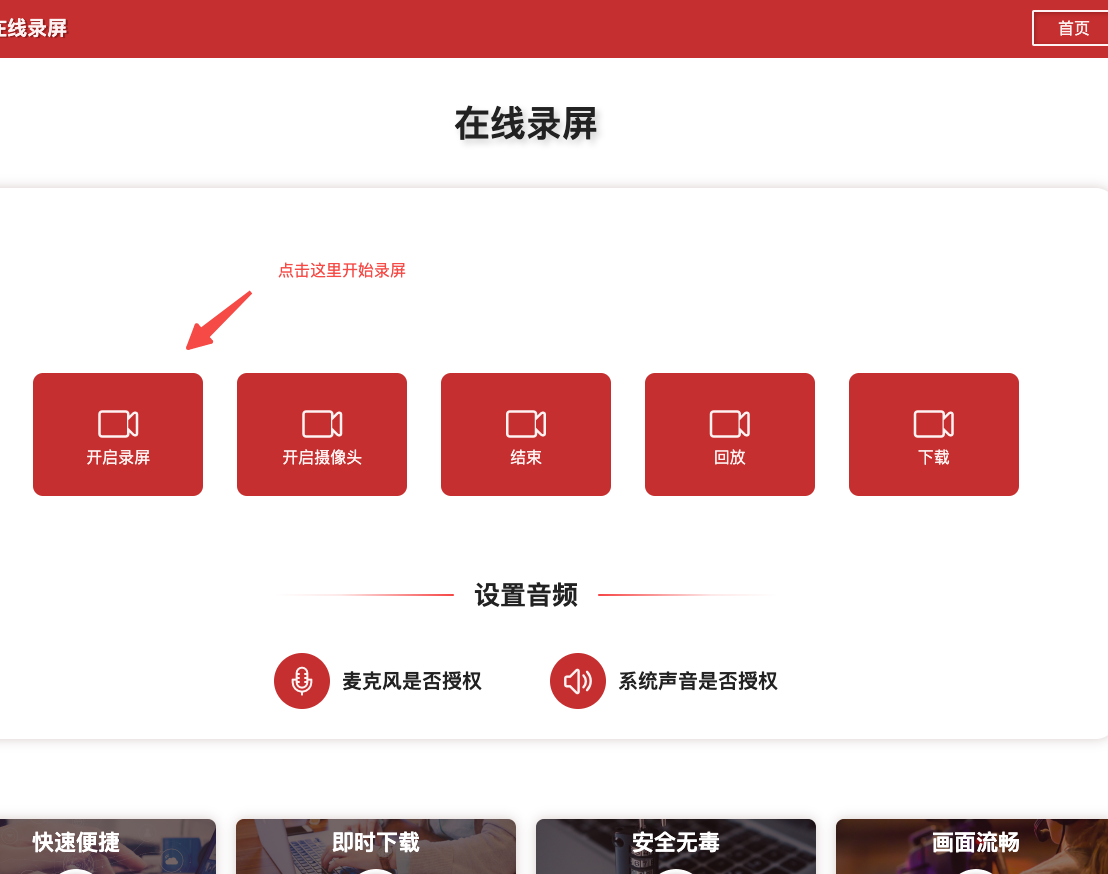 在线录屏
首页
在线录屏
点击这里开始录屏
开启录屏
开启摄像头
结束
回放
下载
设置音频
麦克风是否授权
系统声音是否授权
快速便捷
即时下载
安全无毒
画面流畅